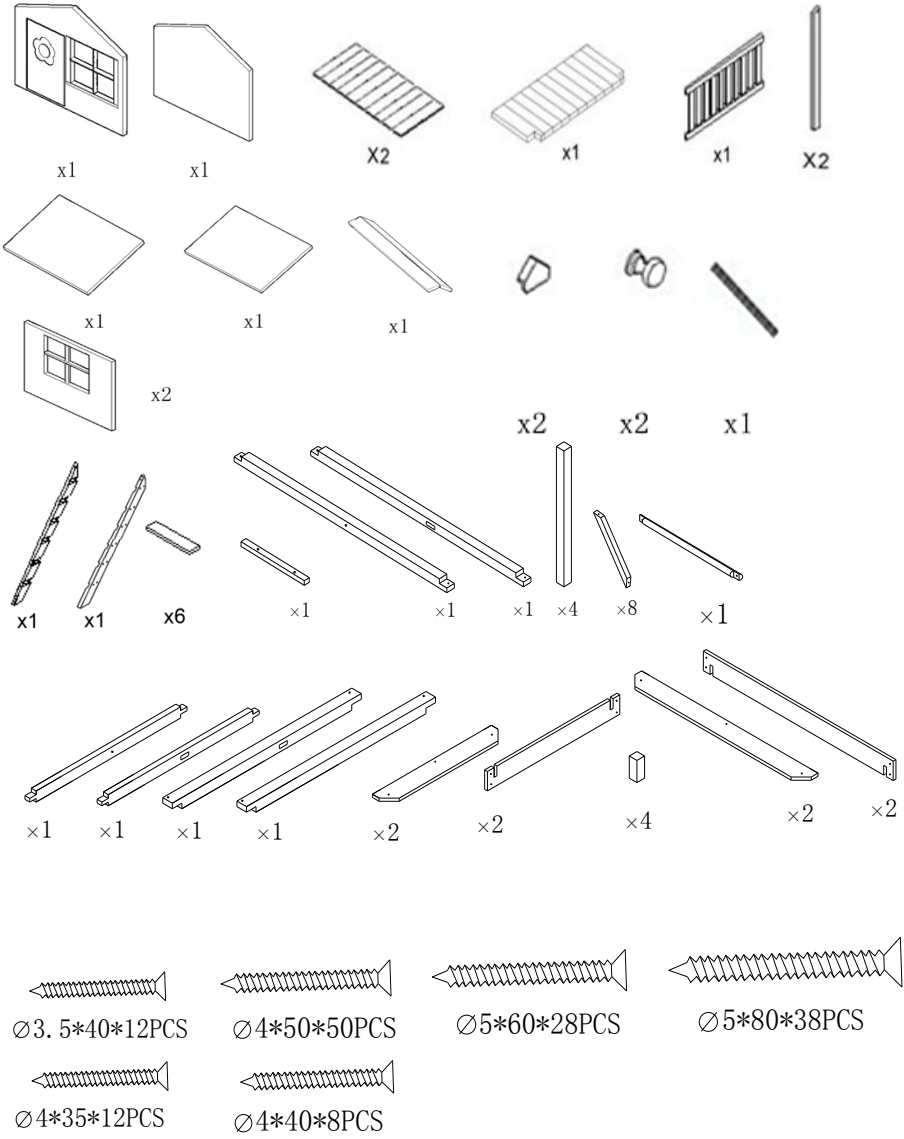 x1 x1 X2 x1 x1 X2
x1 x1 x1
x2
x2 x2 x1
x1 x1 x6 ×1 ×1 ×1 ×4 ×8 ×1
×1 ×1 ×1 ×1 ×2 ×2 ×4 ×2 ×2
∅3.5*40*12PCS ∅4*50*50PCS ∅5*60*28PCS ∅5*80*38PCS
∅4*35*12PCS ∅4*40*8PCS